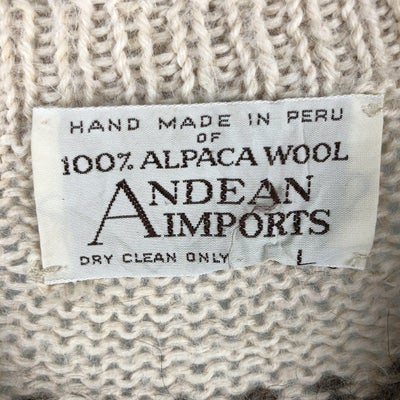 HAND MADE IN PERU
OF
100% ALPACA WOOL
ANDEAN
IMPORTS
DRY CLEAN ONLY L